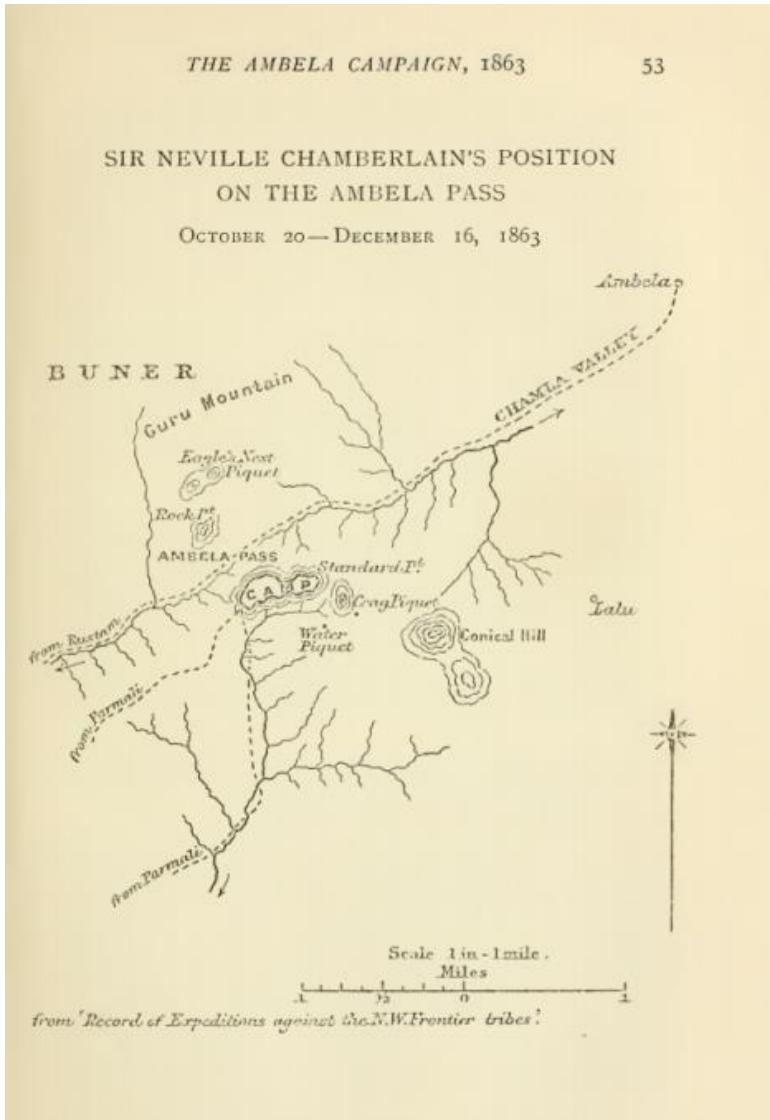 THE AMBELA CAMPAIGN, 1863 53
SIR NEVILLE CHAMBERLAIN'S POSITION
ON THE AMBELA PASS
OCTOBER 20—DECEMBER 16, 1863
Ambela
CHAMLA VALLEY
BUNER
Guru Mountain
Eagle's Nest
Piquet
Rock Pt.
AMBELA-PASS
Standard Pt.
CAMP
Crag Piquet
Lalu
Water
Piquet
Conical Hill
from Rustam
from Parmali
from Parmali
Scale 1 in - 1 mile.
Miles
1 ½ 0 1
from 'Record of Expeditions against the N.W. Frontier tribes'.